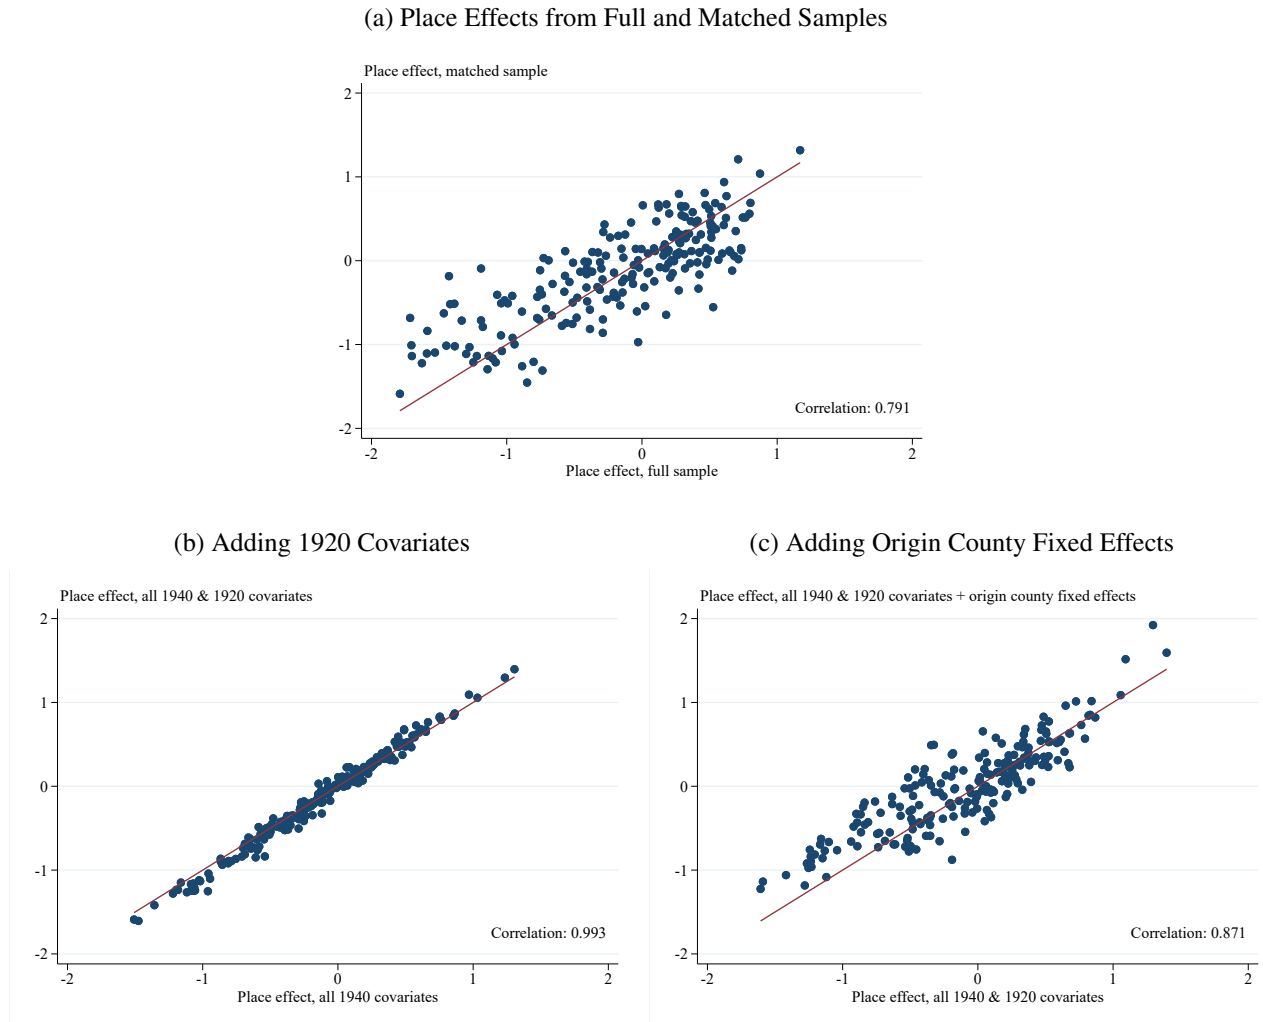 (a) Place Effects from Full and Matched Samples
Place effect, matched sample
2
1
0
-1
-2
Correlation: 0.791
-2 -1 0 1 2
Place effect, full sample
(b) Adding 1920 Covariates
Place effect, all 1940 & 1920 covariates
2
1
0
-1
-2
Correlation: 0.993
-2 -1 0 1 2
Place effect, all 1940 covariates
(c) Adding Origin County Fixed Effects
Place effect, all 1940 & 1920 covariates + origin county fixed effects
2
1
0
-1
-2
Correlation: 0.871
-2 -1 0 1 2
Place effect, all 1940 & 1920 covariates